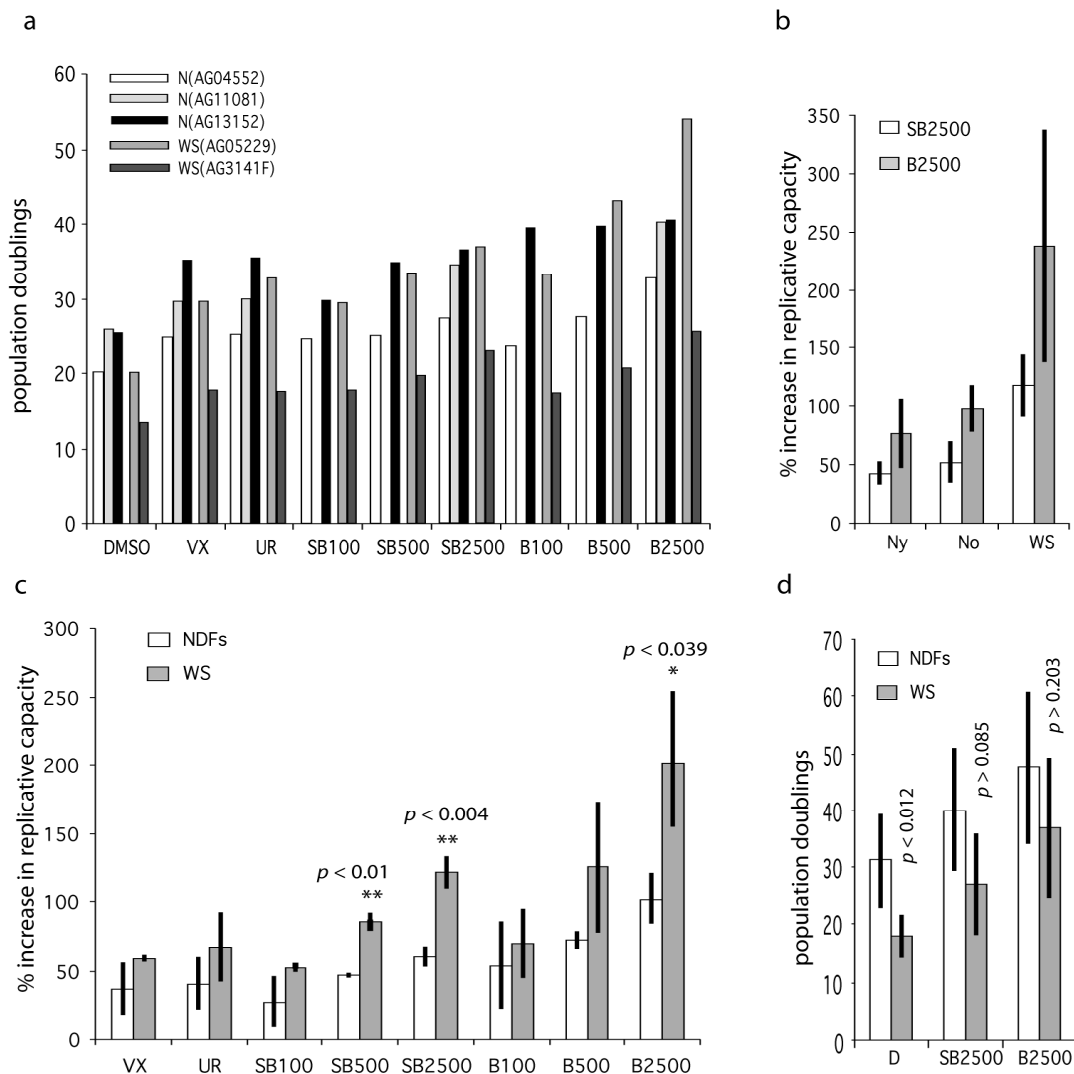 a
population doublings
60
50
40
30
20
10
0
N(AG04552)
N(AG11081)
N(AG13152)
WS(AG05229)
WS(AG3141F)
DMSO VX UR SB100 SB500 SB2500 B100 B500 B2500
b
% increase in replicative capacity
350
300
250
200
150
100
50
0
SB2500
B2500
Ny No WS
c
% increase in replicative capacity
300
250
200
150
100
50
0
NDFs
WS
p < 0.01
**
p < 0.004
**
p < 0.039
*
VX UR SB100 SB500 SB2500 B100 B500 B2500
d
population doublings
70
60
50
40
30
20
10
0
NDFs
WS
p < 0.012
p > 0.085
p > 0.203
D SB2500 B2500